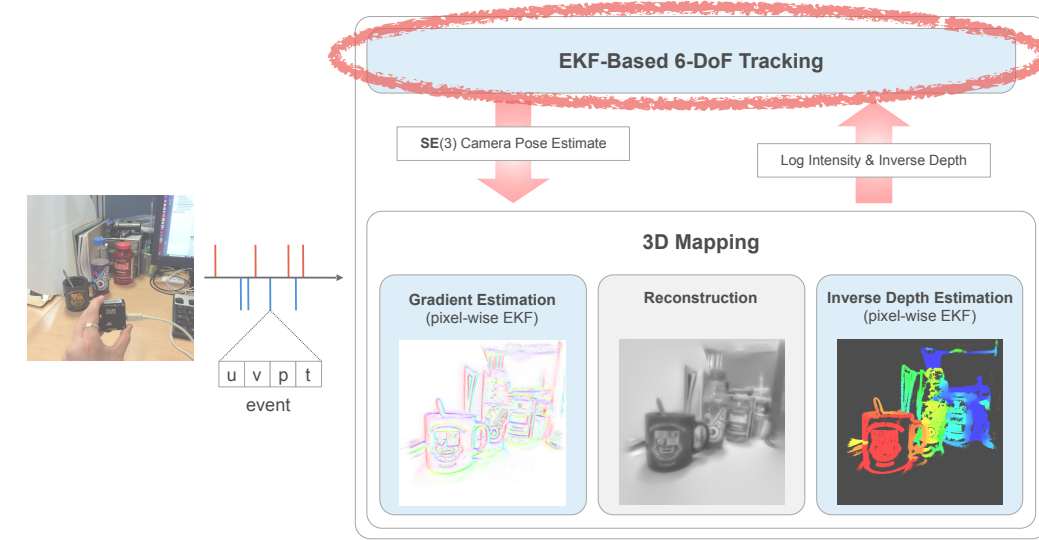 EKF-Based 6-DoF Tracking
SE(3) Camera Pose Estimate
Log Intensity & Inverse Depth
3D Mapping
Gradient Estimation
(pixel-wise EKF)
Reconstruction
Inverse Depth Estimation
(pixel-wise EKF)
u v p t
event